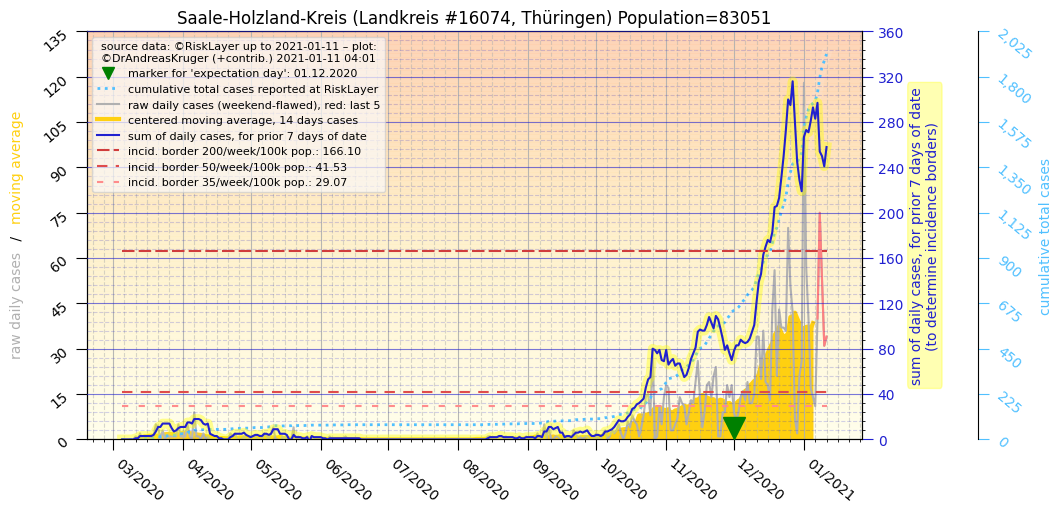 Saale-Holzland-Kreis (Landkreis #16074, Thüringen) Population=83051
source data: ©RiskLayer up to 2021-01-11 – plot:
©DrAndreasKruger (+contrib.) 2021-01-11 04:01
marker for 'expectation day': 01.12.2020
cumulative total cases reported at RiskLayer
raw daily cases (weekend-flawed), red: last 5
centered moving average, 14 days cases
sum of daily cases, for prior 7 days of date
incid. border 200/week/100k pop.: 166.10
incid. border 50/week/100k pop.: 41.53
incid. border 35/week/100k pop.: 29.07
raw daily cases / moving average
135
120
105
90
75
60
45
30
15
0
03/2020
04/2020
05/2020
06/2020
07/2020
08/2020
09/2020
10/2020
11/2020
12/2020
01/2021
360
320
280
240
200
160
120
80
40
0
sum of daily cases, for prior 7 days of date
(to determine incidence borders)
2,025
1,800
1,575
1,350
1,125
900
675
450
225
0
cumulative total cases